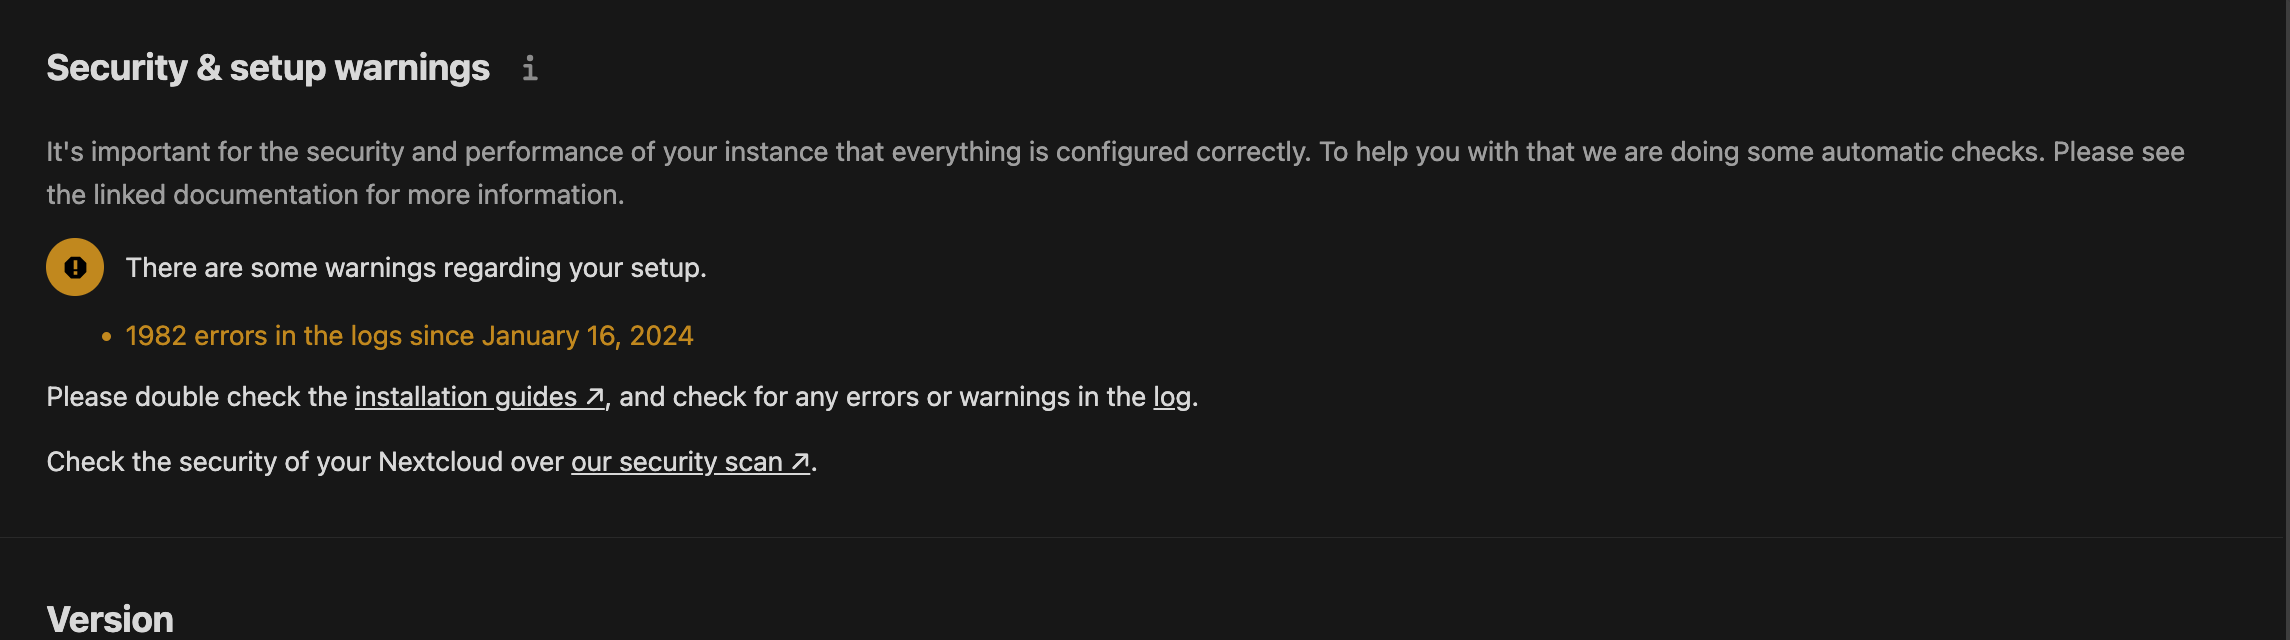 Security & setup warnings
It's important for the security and performance of your instance that everything is configured correctly. To help you with that we are doing some automatic checks. Please see
the linked documentation for more information.
There are some warnings regarding your setup.
• 1982 errors in the logs since January 16, 2024
Please double check the installation guides ↗, and check for any errors or warnings in the log.
Check the security of your Nextcloud over our security scan ↗.
Version